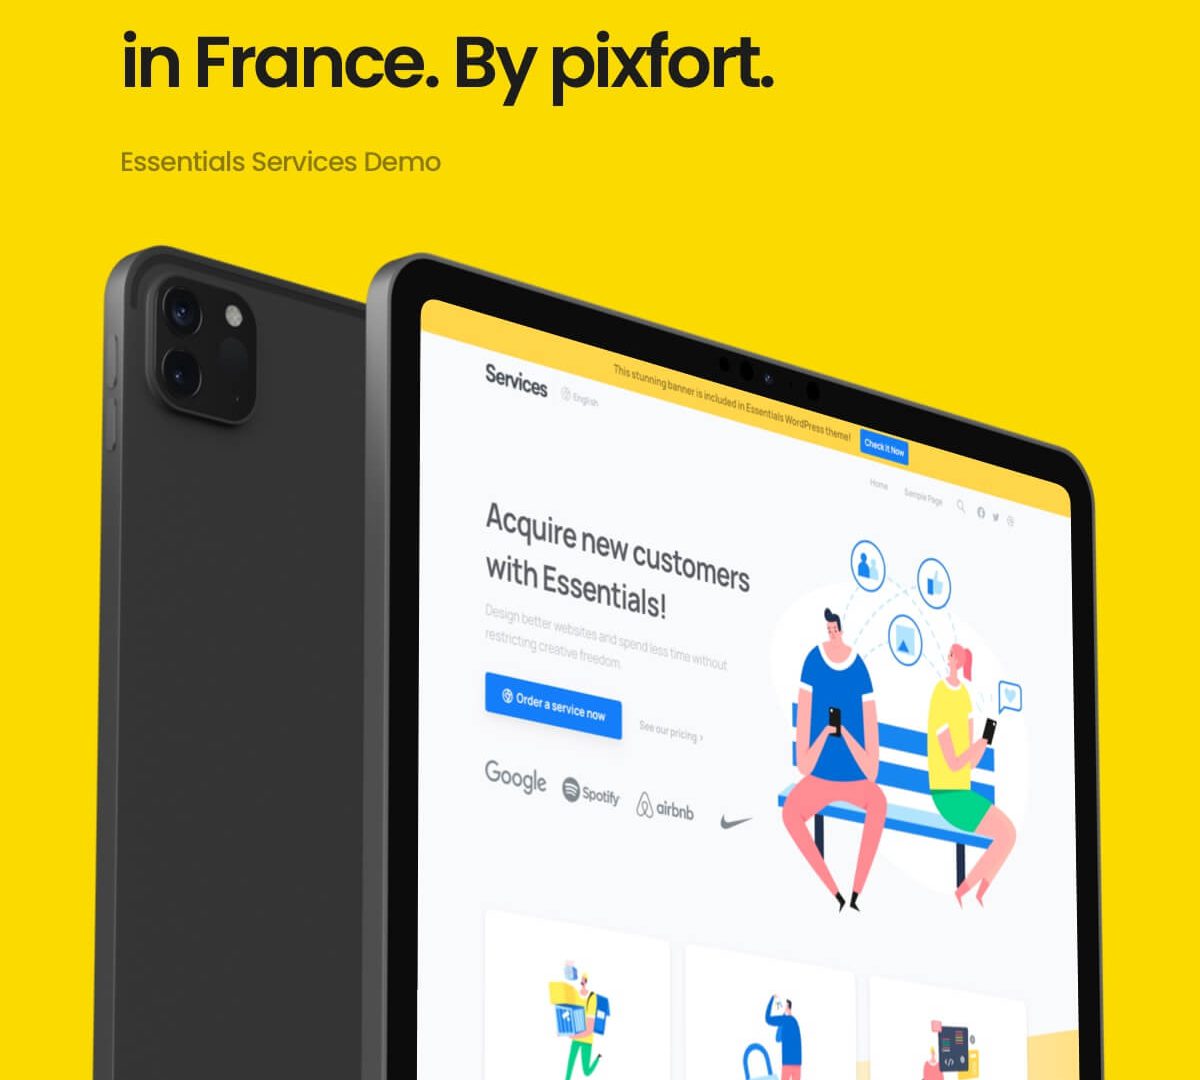 in France. By pixfort.
Essentials Services Demo
This stunning banner is included in Essentials WordPress theme!
Check it Now
Services
English
Home
Sample Page
Acquire new customers
with Essentials!
Design better websites and spend less time without
restricting creative freedom.
Order a service now
See our pricing >
Google
Spotify
airbnb